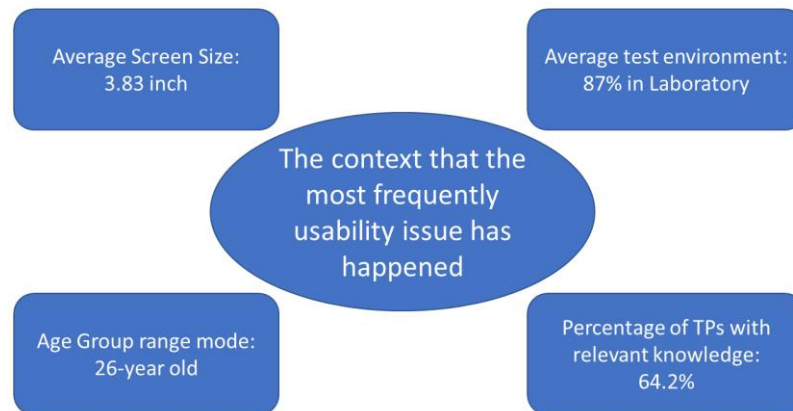 Average Screen Size:
3.83 inch
Average test environment:
87% in Laboratory
The context that the
most frequently
usability issue has
happened
Age Group range mode:
26-year old
Percentage of TPs with
relevant knowledge:
64.2%